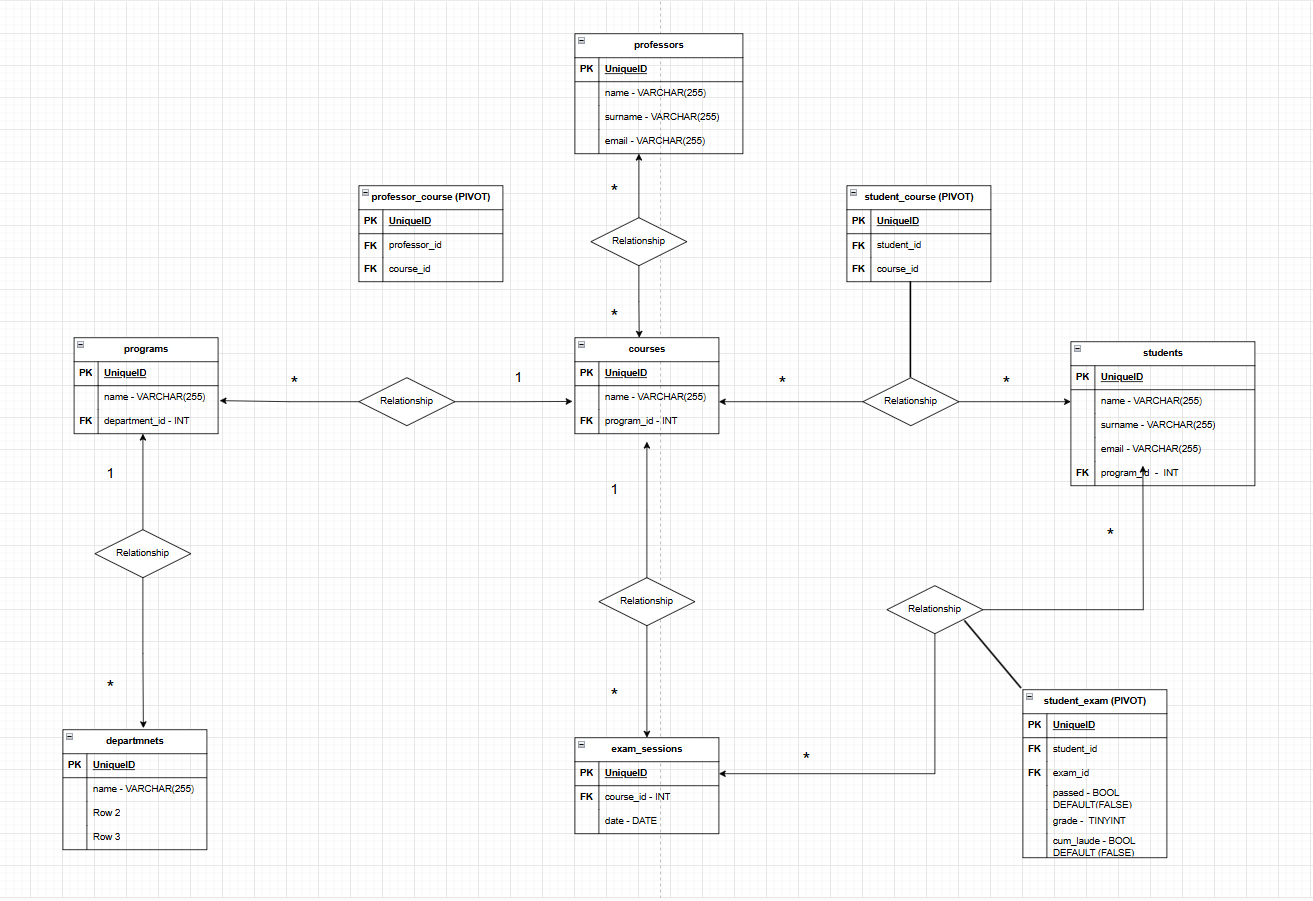 professors
PK UniqueID
name - VARCHAR(255)
surname - VARCHAR(255)
email - VARCHAR(255)
*
Relationship
*
professor_course (PIVOT)
PK UniqueID
FK professor_id
FK course_id
student_course (PIVOT)
PK UniqueID
FK student_id
FK course_id
programs
PK UniqueID
name - VARCHAR(255)
FK department_id - INT
*
Relationship
1
courses
PK UniqueID
name - VARCHAR(255)
FK program_id - INT
*
Relationship
*
students
PK UniqueID
name - VARCHAR(255)
surname - VARCHAR(255)
email - VARCHAR(255)
FK program_id - INT
1
Relationship
*
1
Relationship
*
*
Relationship
*
departmnets
PK UniqueID
name - VARCHAR(255)
Row 2
Row 3
exam_sessions
PK UniqueID
FK course_id - INT
date - DATE
student_exam (PIVOT)
PK UniqueID
FK student_id
FK exam_id
passed - BOOL
DEFAULT(FALSE)
grade - TINYINT
cum_laude - BOOL
DEFAULT (FALSE)